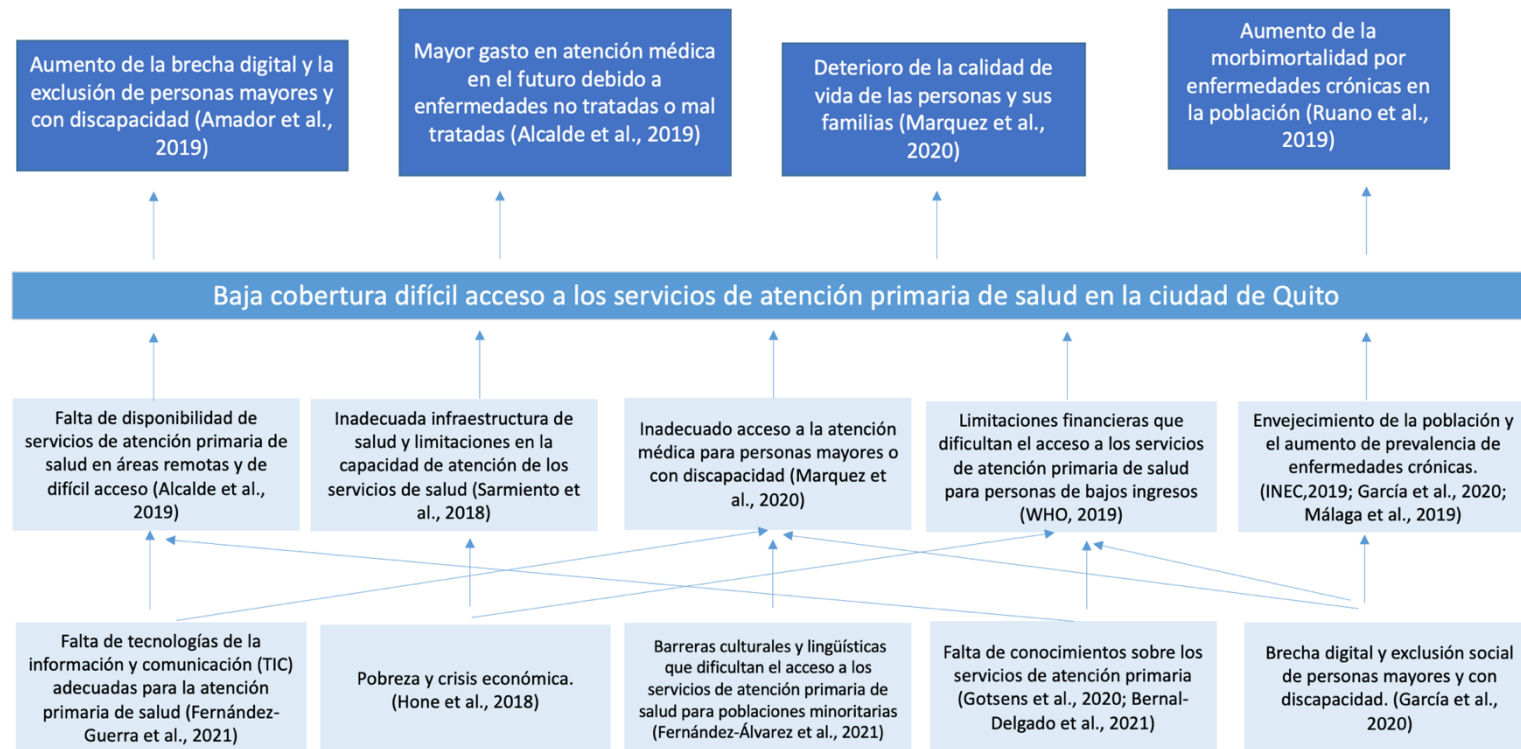 Aumento de la brecha digital y la
exclusión de personas mayores y
con discapacidad (Amador et al.,
2019)
Mayor gasto en atención médica
en el futuro debido a
enfermedades no tratadas o mal
tratadas (Alcalde et al., 2019)
Deterioro de la calidad de
vida de las personas y sus
familias (Marquez et al.,
2020)
Aumento de la
morbimortalidad por
enfermedades crónicas en
la población (Ruano et al.,
2019)
Baja cobertura difícil acceso a los servicios de atención primaria de salud en la ciudad de Quito
Falta de disponibilidad de
servicios de atención primaria de
salud en áreas remotas y de
difícil acceso (Alcalde et al.,
2019)
Inadecuada infraestructura de
salud y limitaciones en la
capacidad de atención de los
servicios de salud (Sarmiento et
al., 2018)
Inadecuado acceso a la atención
médica para personas mayores o
con discapacidad (Marquez et
al., 2020)
Limitaciones financieras que
dificultan el acceso a los servicios
de atención primaria de salud
para personas de bajos ingresos
(WHO, 2019)
Envejecimiento de la población y
el aumento de prevalencia de
enfermedades crónicas.
(INEC,2019; García et al., 2020;
Málaga et al., 2019)
Falta de tecnologías de la
información y comunicación (TIC)
adecuadas para la atención
primaria de salud (Fernández-
Guerra et al., 2021)
Pobreza y crisis económica.
(Hone et al., 2018)
Barreras culturales y lingüísticas
que dificultan el acceso a los
servicios de atención primaria de
salud para poblaciones minoritarias
(Fernández-Álvarez et al., 2021)
Falta de conocimientos sobre los
servicios de atención primaria
(Gotsens et al., 2020; Bernal-
Delgado et al., 2021)
Brecha digital y exclusión social
de personas mayores y con
discapacidad. (García et al.,
2020)